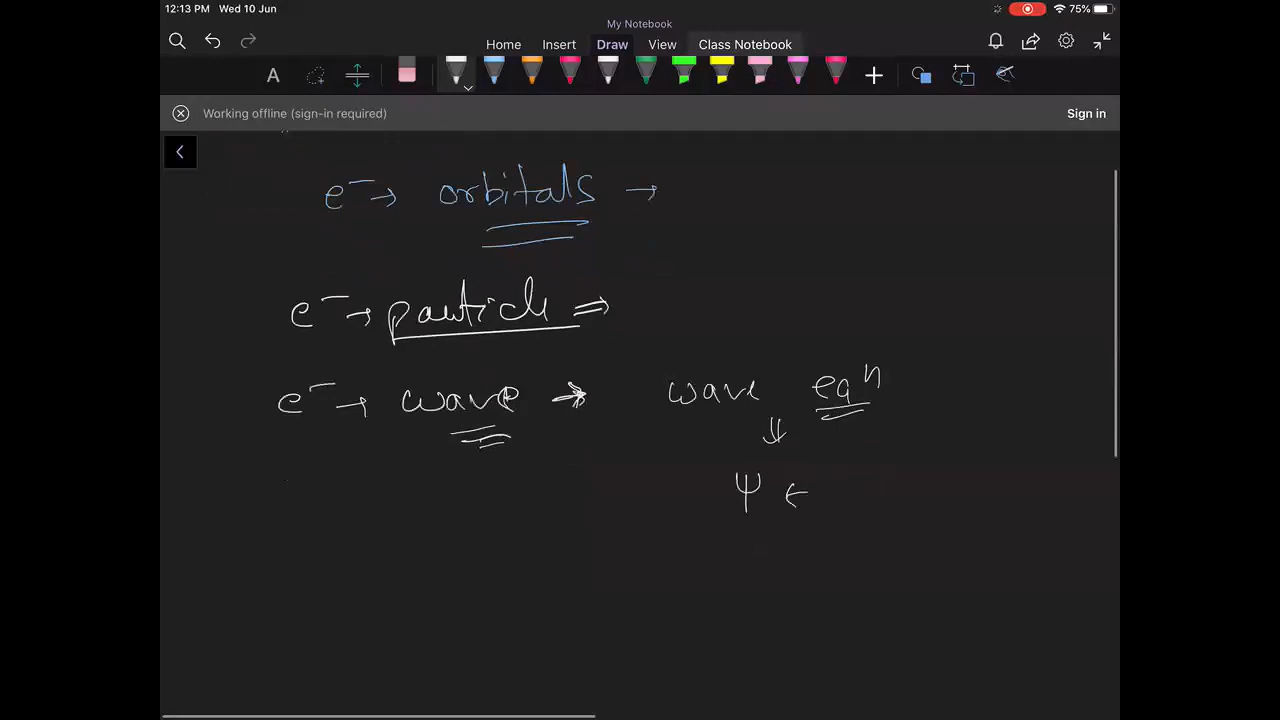 12:13 PM Wed 10 Jun
75%
My Notebook
Home Insert Draw View Class Notebook
A
Working offline (sign-in required) Sign in
e⁻ → orbitals →
e⁻ → particle ⇒
e⁻ → wave → wave eqⁿ
⇓
Ψ ←